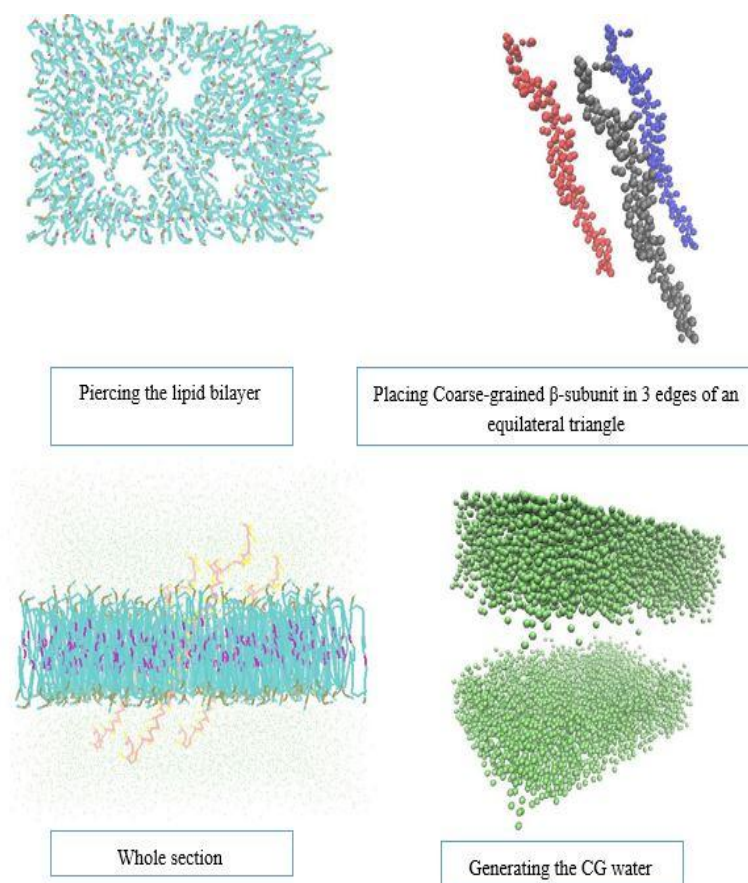 Piercing the lipid bilayer
Placing Coarse-grained β-subunit in 3 edges of an
equilateral triangle
Whole section
Generating the CG water